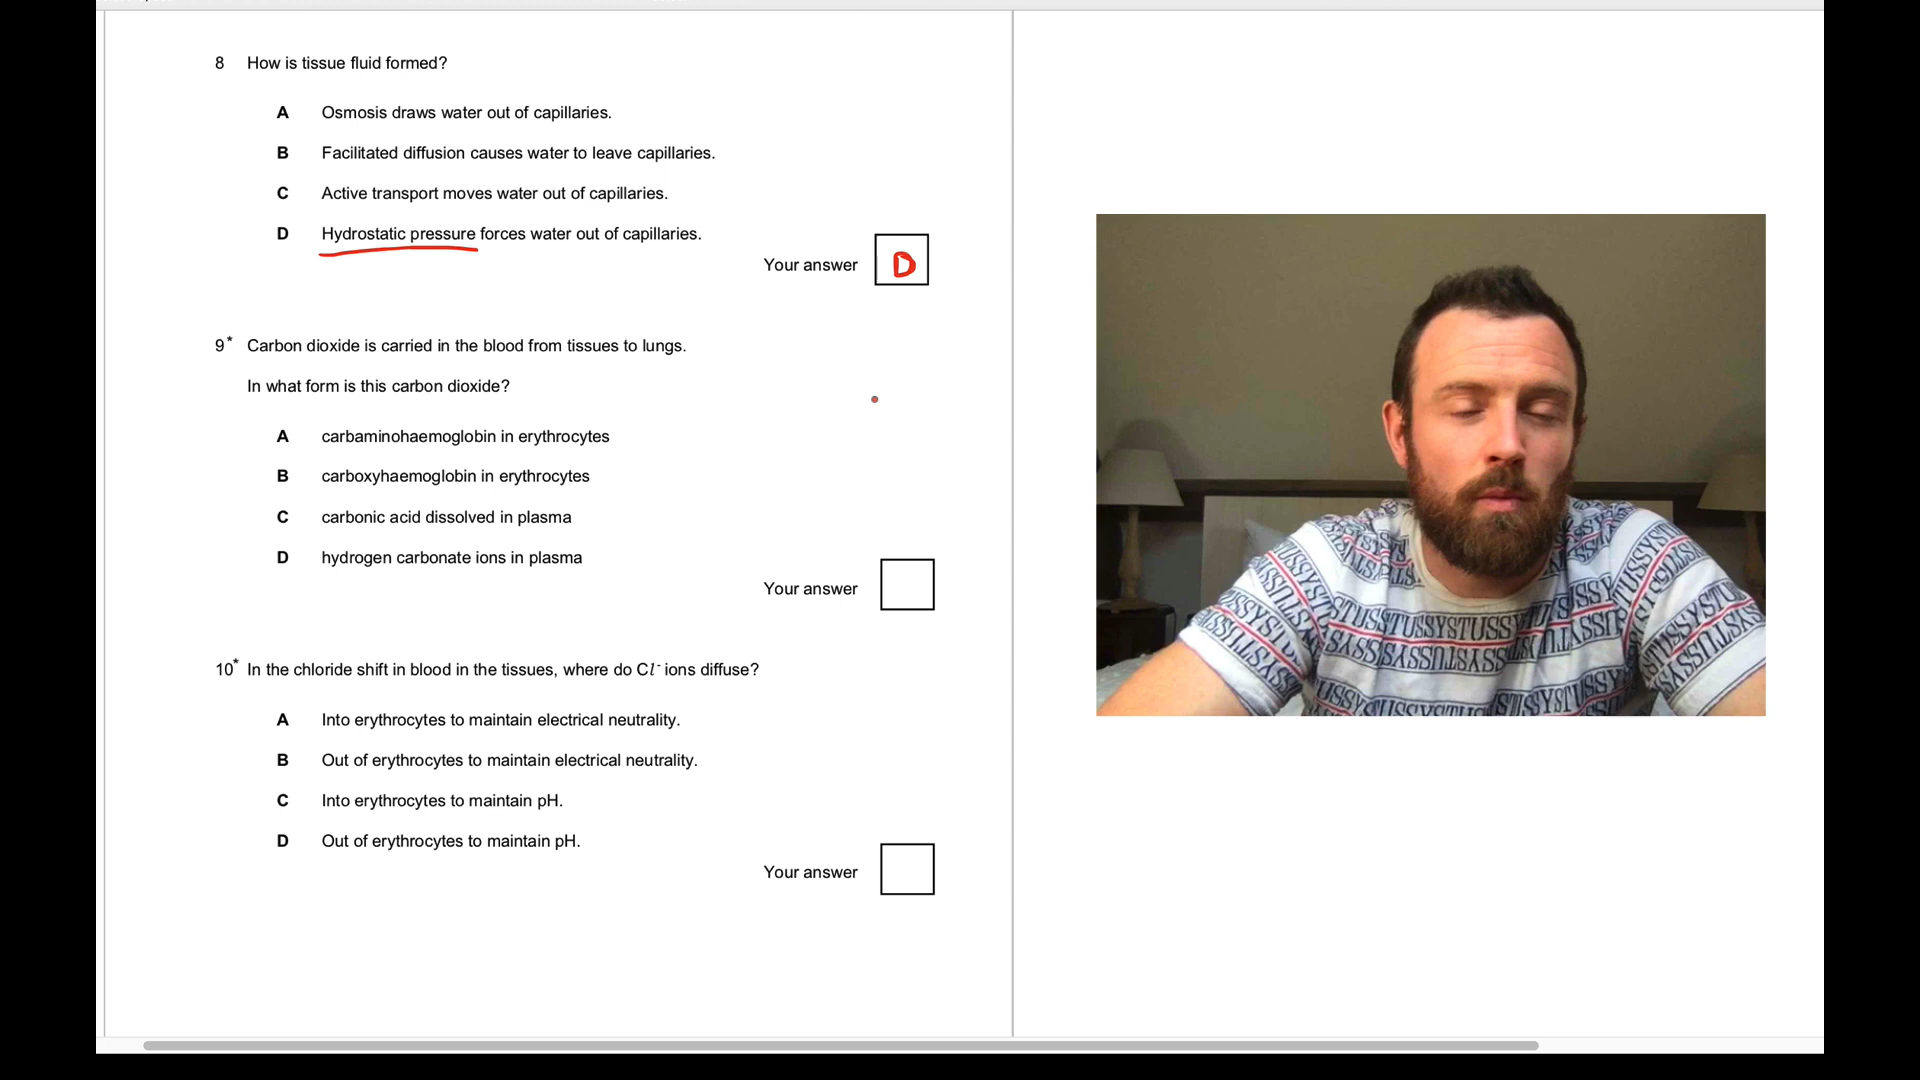 8 How is tissue fluid formed?
A Osmosis draws water out of capillaries.
B Facilitated diffusion causes water to leave capillaries.
C Active transport moves water out of capillaries.
D Hydrostatic pressure forces water out of capillaries.
Your answer D
9* Carbon dioxide is carried in the blood from tissues to lungs.
In what form is this carbon dioxide?
A carbaminohaemoglobin in erythrocytes
B carboxyhaemoglobin in erythrocytes
C carbonic acid dissolved in plasma
D hydrogen carbonate ions in plasma
Your answer
10* In the chloride shift in blood in the tissues, where do Cl⁻ ions diffuse?
A Into erythrocytes to maintain electrical neutrality.
B Out of erythrocytes to maintain electrical neutrality.
C Into erythrocytes to maintain pH.
D Out of erythrocytes to maintain pH.
Your answer